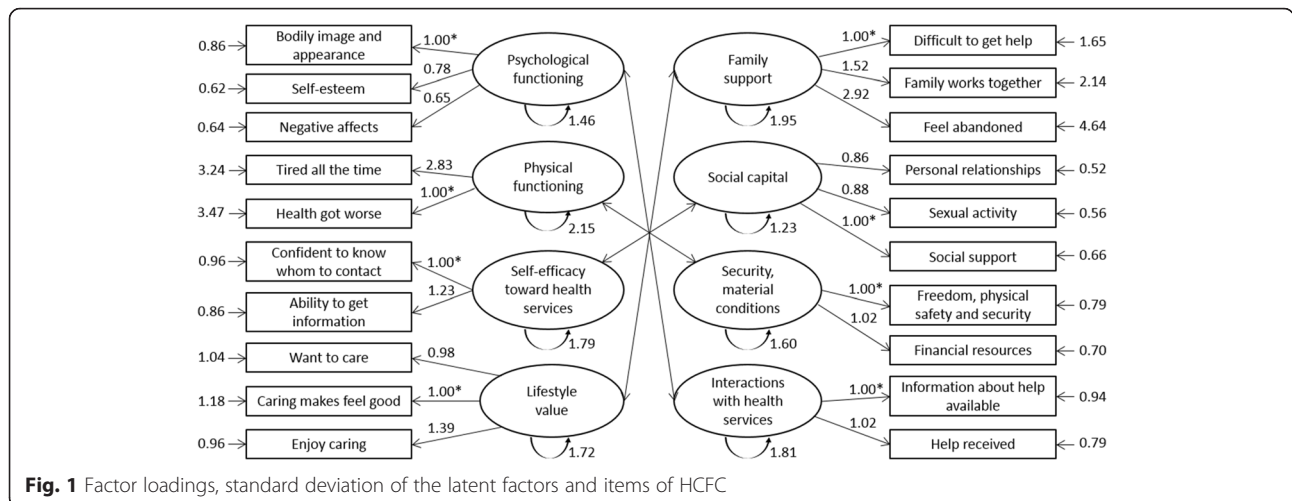 Bodily image and
appearance
0.86
1.00*
Psychological
functioning
0.78
0.62
Self-esteem
0.65
0.64
Negative affects
1.46
3.24
Tired all the time
2.83
Physical
functioning
1.00*
3.47
Health got worse
2.15
Confident to know
whom to contact
0.96
1.00*
Self-efficacy
toward health
services
1.23
Ability to get
information
0.86
1.79
Want to care
1.04
0.98
1.18
Caring makes feel good
1.00*
Lifestyle
value
1.39
0.96
Enjoy caring
1.72
Family
support
1.00*
Difficult to get help
1.65
1.52
Family works together
2.14
2.92
Feel abandoned
4.64
1.95
Social capital
0.86
Personal relationships
0.52
0.88
Sexual activity
0.56
1.00*
Social support
0.66
1.23
Security,
material
conditions
1.00*
Freedom, physical
safety and security
0.79
1.02
Financial resources
0.70
1.60
Interactions
with health
services
1.00*
Information about help
available
0.94
1.02
Help received
0.79
1.81
Fig. 1 Factor loadings, standard deviation of the latent factors and items of HCFC